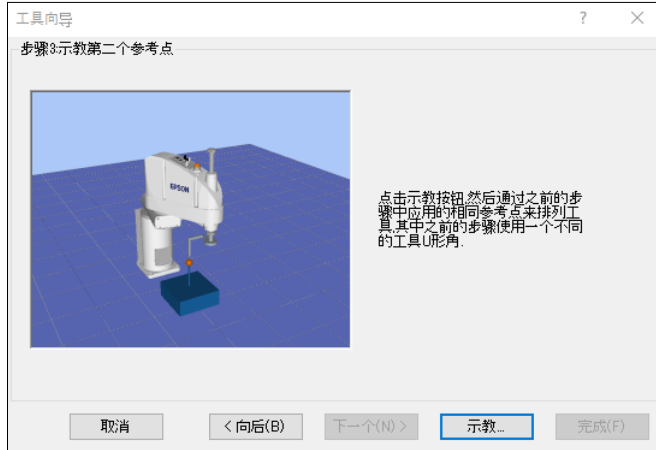 工具向导
步骤3:示教第二个参考点
EPSON
点击示教按钮,然后通过之前的步
骤中应用的相同参考点来排列工
具,其中之前的步骤使用一个不同
的工具U形角.
取消
< 向后(B)
下一个(N) >
示教...
完成(F)